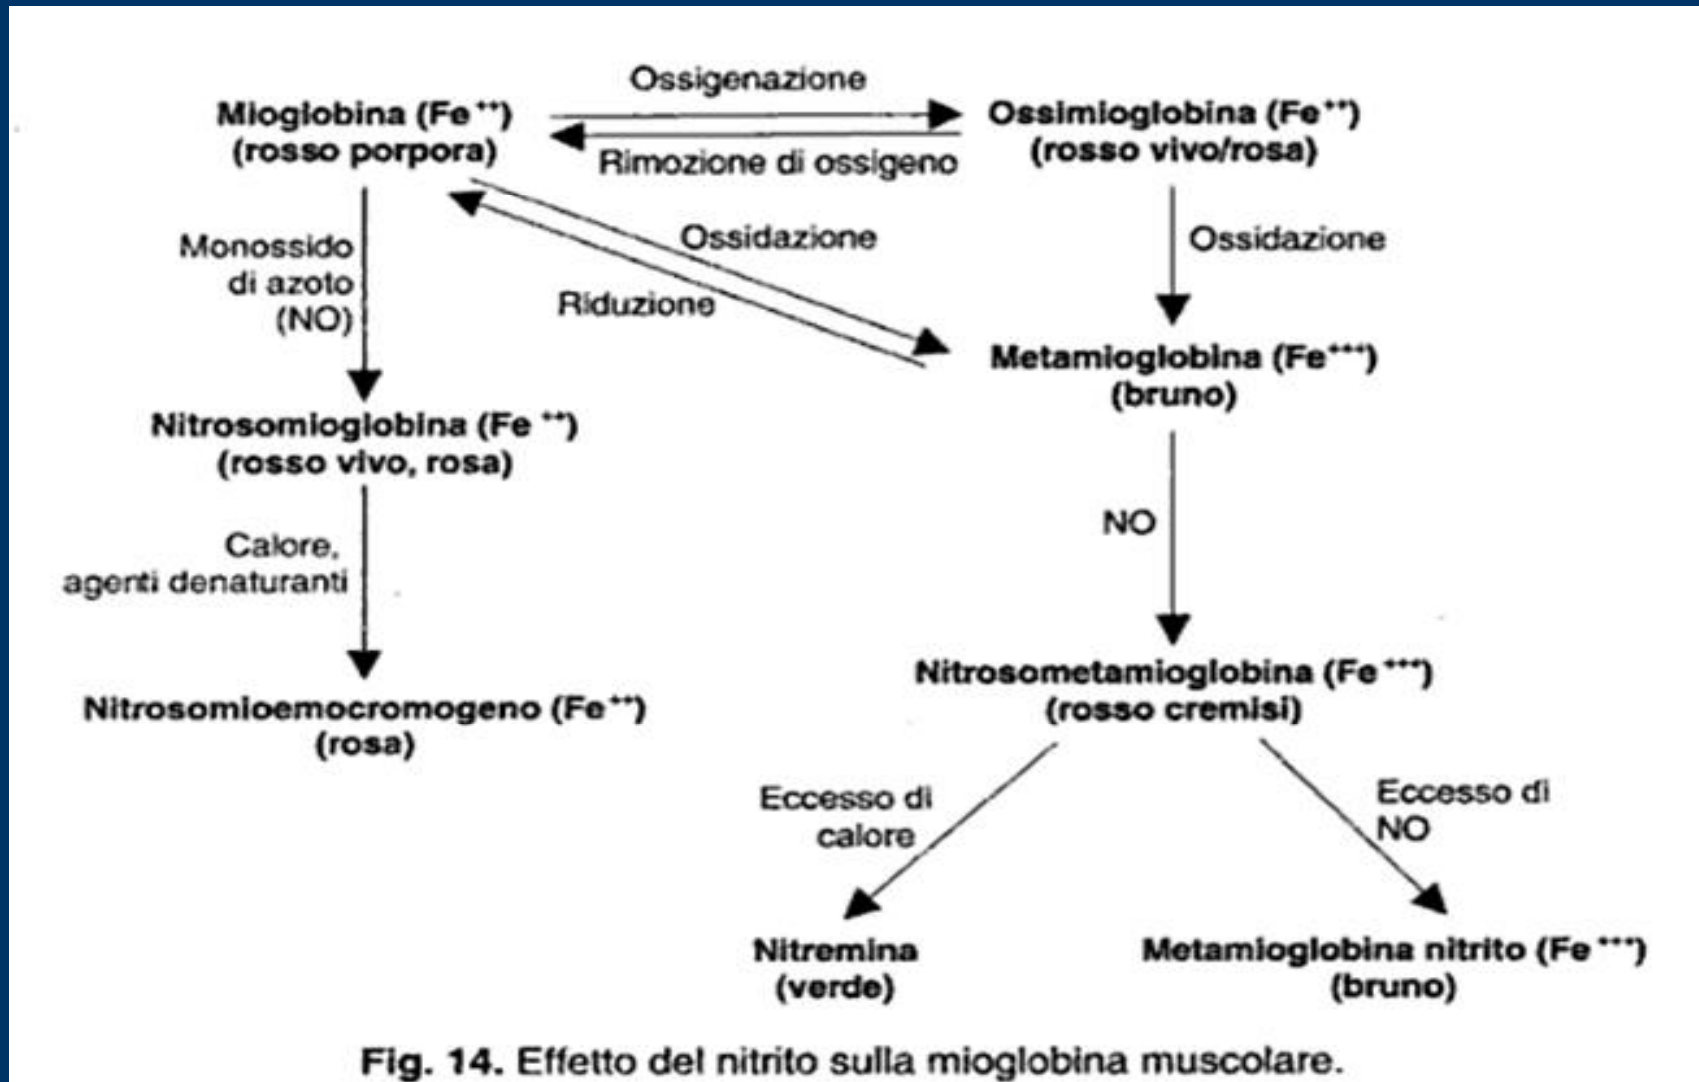 Ossigenazione
Mioglobina (Fe⁺⁺)
(rosso porpora)
Ossimioglobina (Fe⁺⁺)
(rosso vivo/rosa)
Rimozione di ossigeno
Monossido
di azoto
(NO)
Ossidazione
Riduzione
Ossidazione
Metamioglobina (Fe⁺⁺⁺)
(bruno)
Nitrosomioglobina (Fe ⁺⁺)
(rosso vivo, rosa)
Calore,
agenti denaturanti
NO
Nitrosomioemocromogeno (Fe⁺⁺)
(rosa)
Nitrosometamioglobina (Fe⁺⁺⁺)
(rosso cremisi)
Eccesso di
calore
Eccesso di
NO
Nitremina
(verde)
Metamioglobina nitrito (Fe⁺⁺⁺)
(bruno)
Fig. 14. Effetto del nitrito sulla mioglobina muscolare.